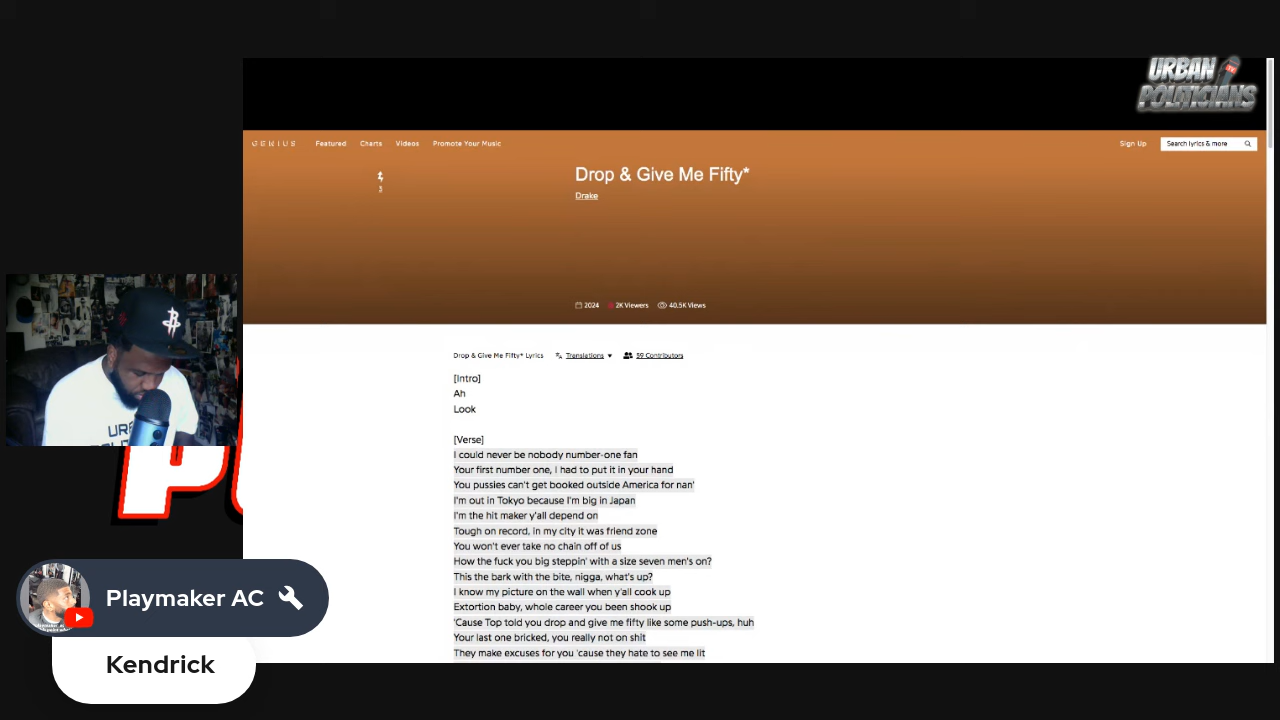 URBAN
POLITICIANS
GENIUS
Featured
Charts
Videos
Promote Your Music
Sign Up
Search lyrics & more
3
Drop & Give Me Fifty*
Drake
2024
2K Viewers
40.5K Views
Drop & Give Me Fifty* Lyrics
Translations
59 Contributors
[Intro]
Ah
Look
[Verse]
I could never be nobody number-one fan
Your first number one, I had to put it in your hand
You pussies can't get booked outside America for nan'
I'm out in Tokyo because I'm big in Japan
I'm the hit maker y'all depend on
Tough on record, in my city it was friend zone
You won't ever take no chain off of us
How the fuck you big steppin' with a size seven men's on?
This the bark with the bite, nigga, what's up?
I know my picture on the wall when y'all cook up
Extortion baby, whole career you been shook up
'Cause Top told you drop and give me fifty like some push-ups, huh
Your last one bricked, you really not on shit
They make excuses for you 'cause they hate to see me lit
Playmaker AC
Kendrick